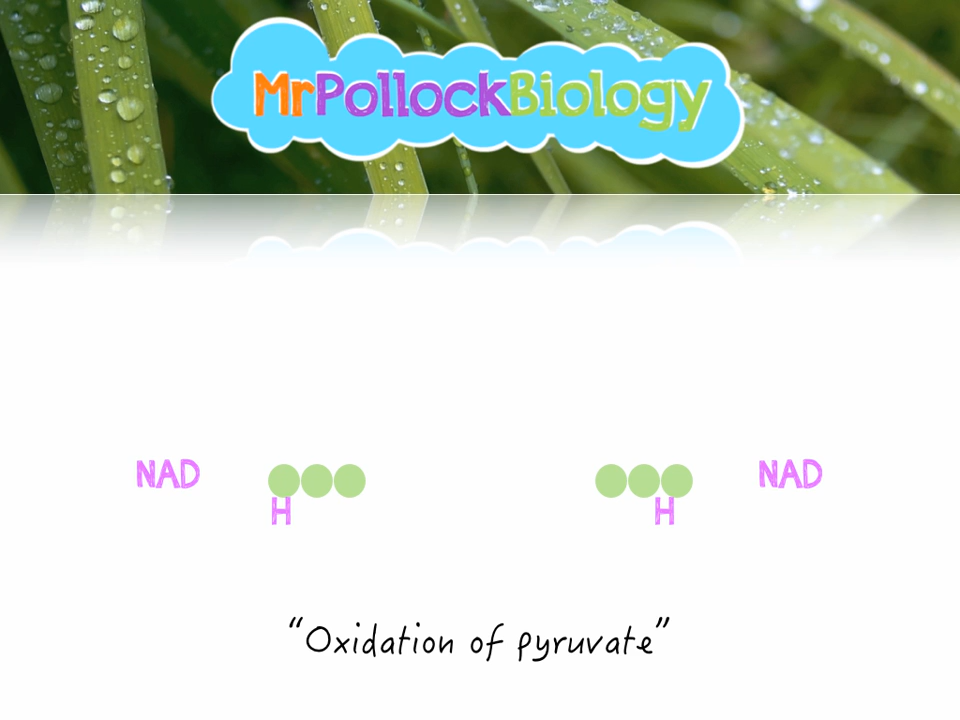 MrPollockBiology
NAD NAD
H H
“Oxidation of pyruvate”